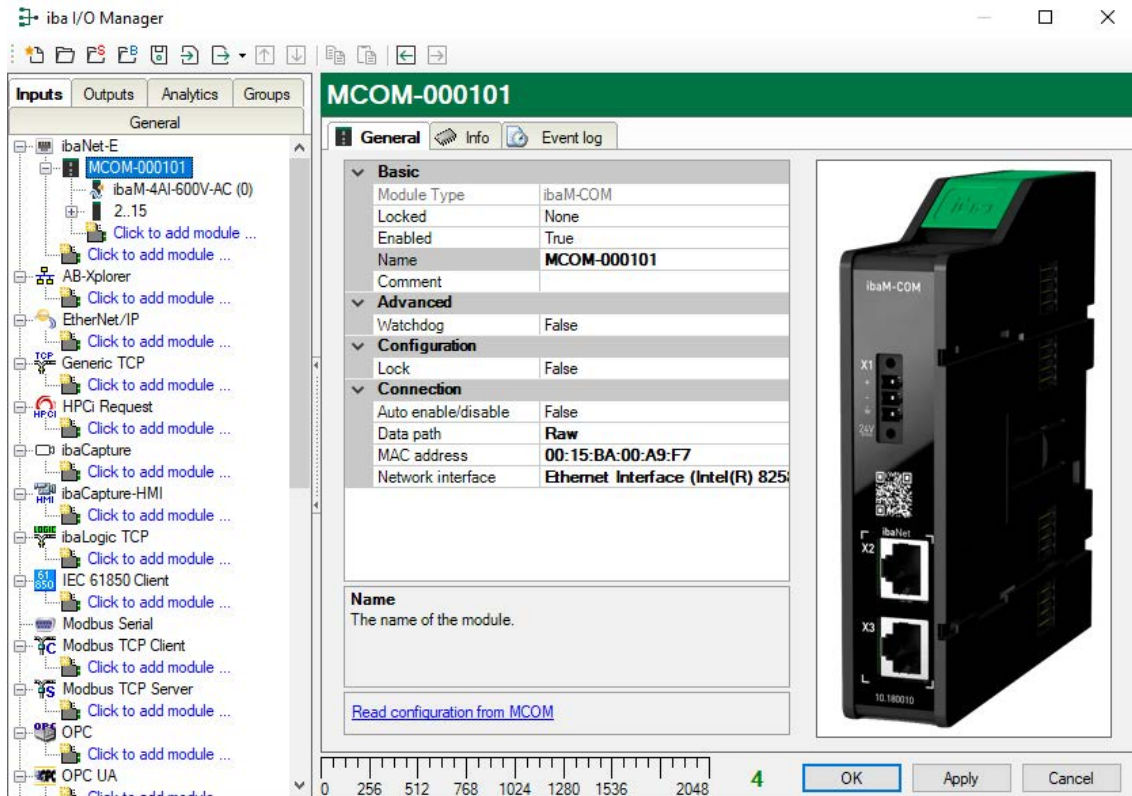 iba I/O Manager
Inputs Outputs Analytics Groups
General
ibaNet-E
MCOM-000101
ibaM-4AI-600V-AC (0)
2..15
Click to add module ...
Click to add module ...
AB-Xplorer
Click to add module ...
EtherNet/IP
Click to add module ...
TCP Generic TCP
Click to add module ...
HPCi HPCi Request
Click to add module ...
ibaCapture
Click to add module ...
HMI ibaCapture-HMI
Click to add module ...
LOGIC ibaLogic TCP
Click to add module ...
61 850 IEC 61850 Client
Click to add module ...
Modbus Serial
C Modbus TCP Client
Click to add module ...
S Modbus TCP Server
Click to add module ...
OPC OPC
Click to add module ...
OPC UA
MCOM-000101
General Info Event log
Basic
Module Type ibaM-COM
Locked None
Enabled True
Name MCOM-000101
Comment
Advanced
Watchdog False
Configuration
Lock False
Connection
Auto enable/disable False
Data path Raw
MAC address 00:15:BA:00:A9:F7
Network interface Ethernet Interface (Intel(R) 825
Name
The name of the module.
Read configuration from MCOM
iba
ibaM-COM
X1
+
-
24V
ibaNet
X2
X3
10.180010
0 256 512 768 1024 1280 1536 2048
4
OK Apply Cancel